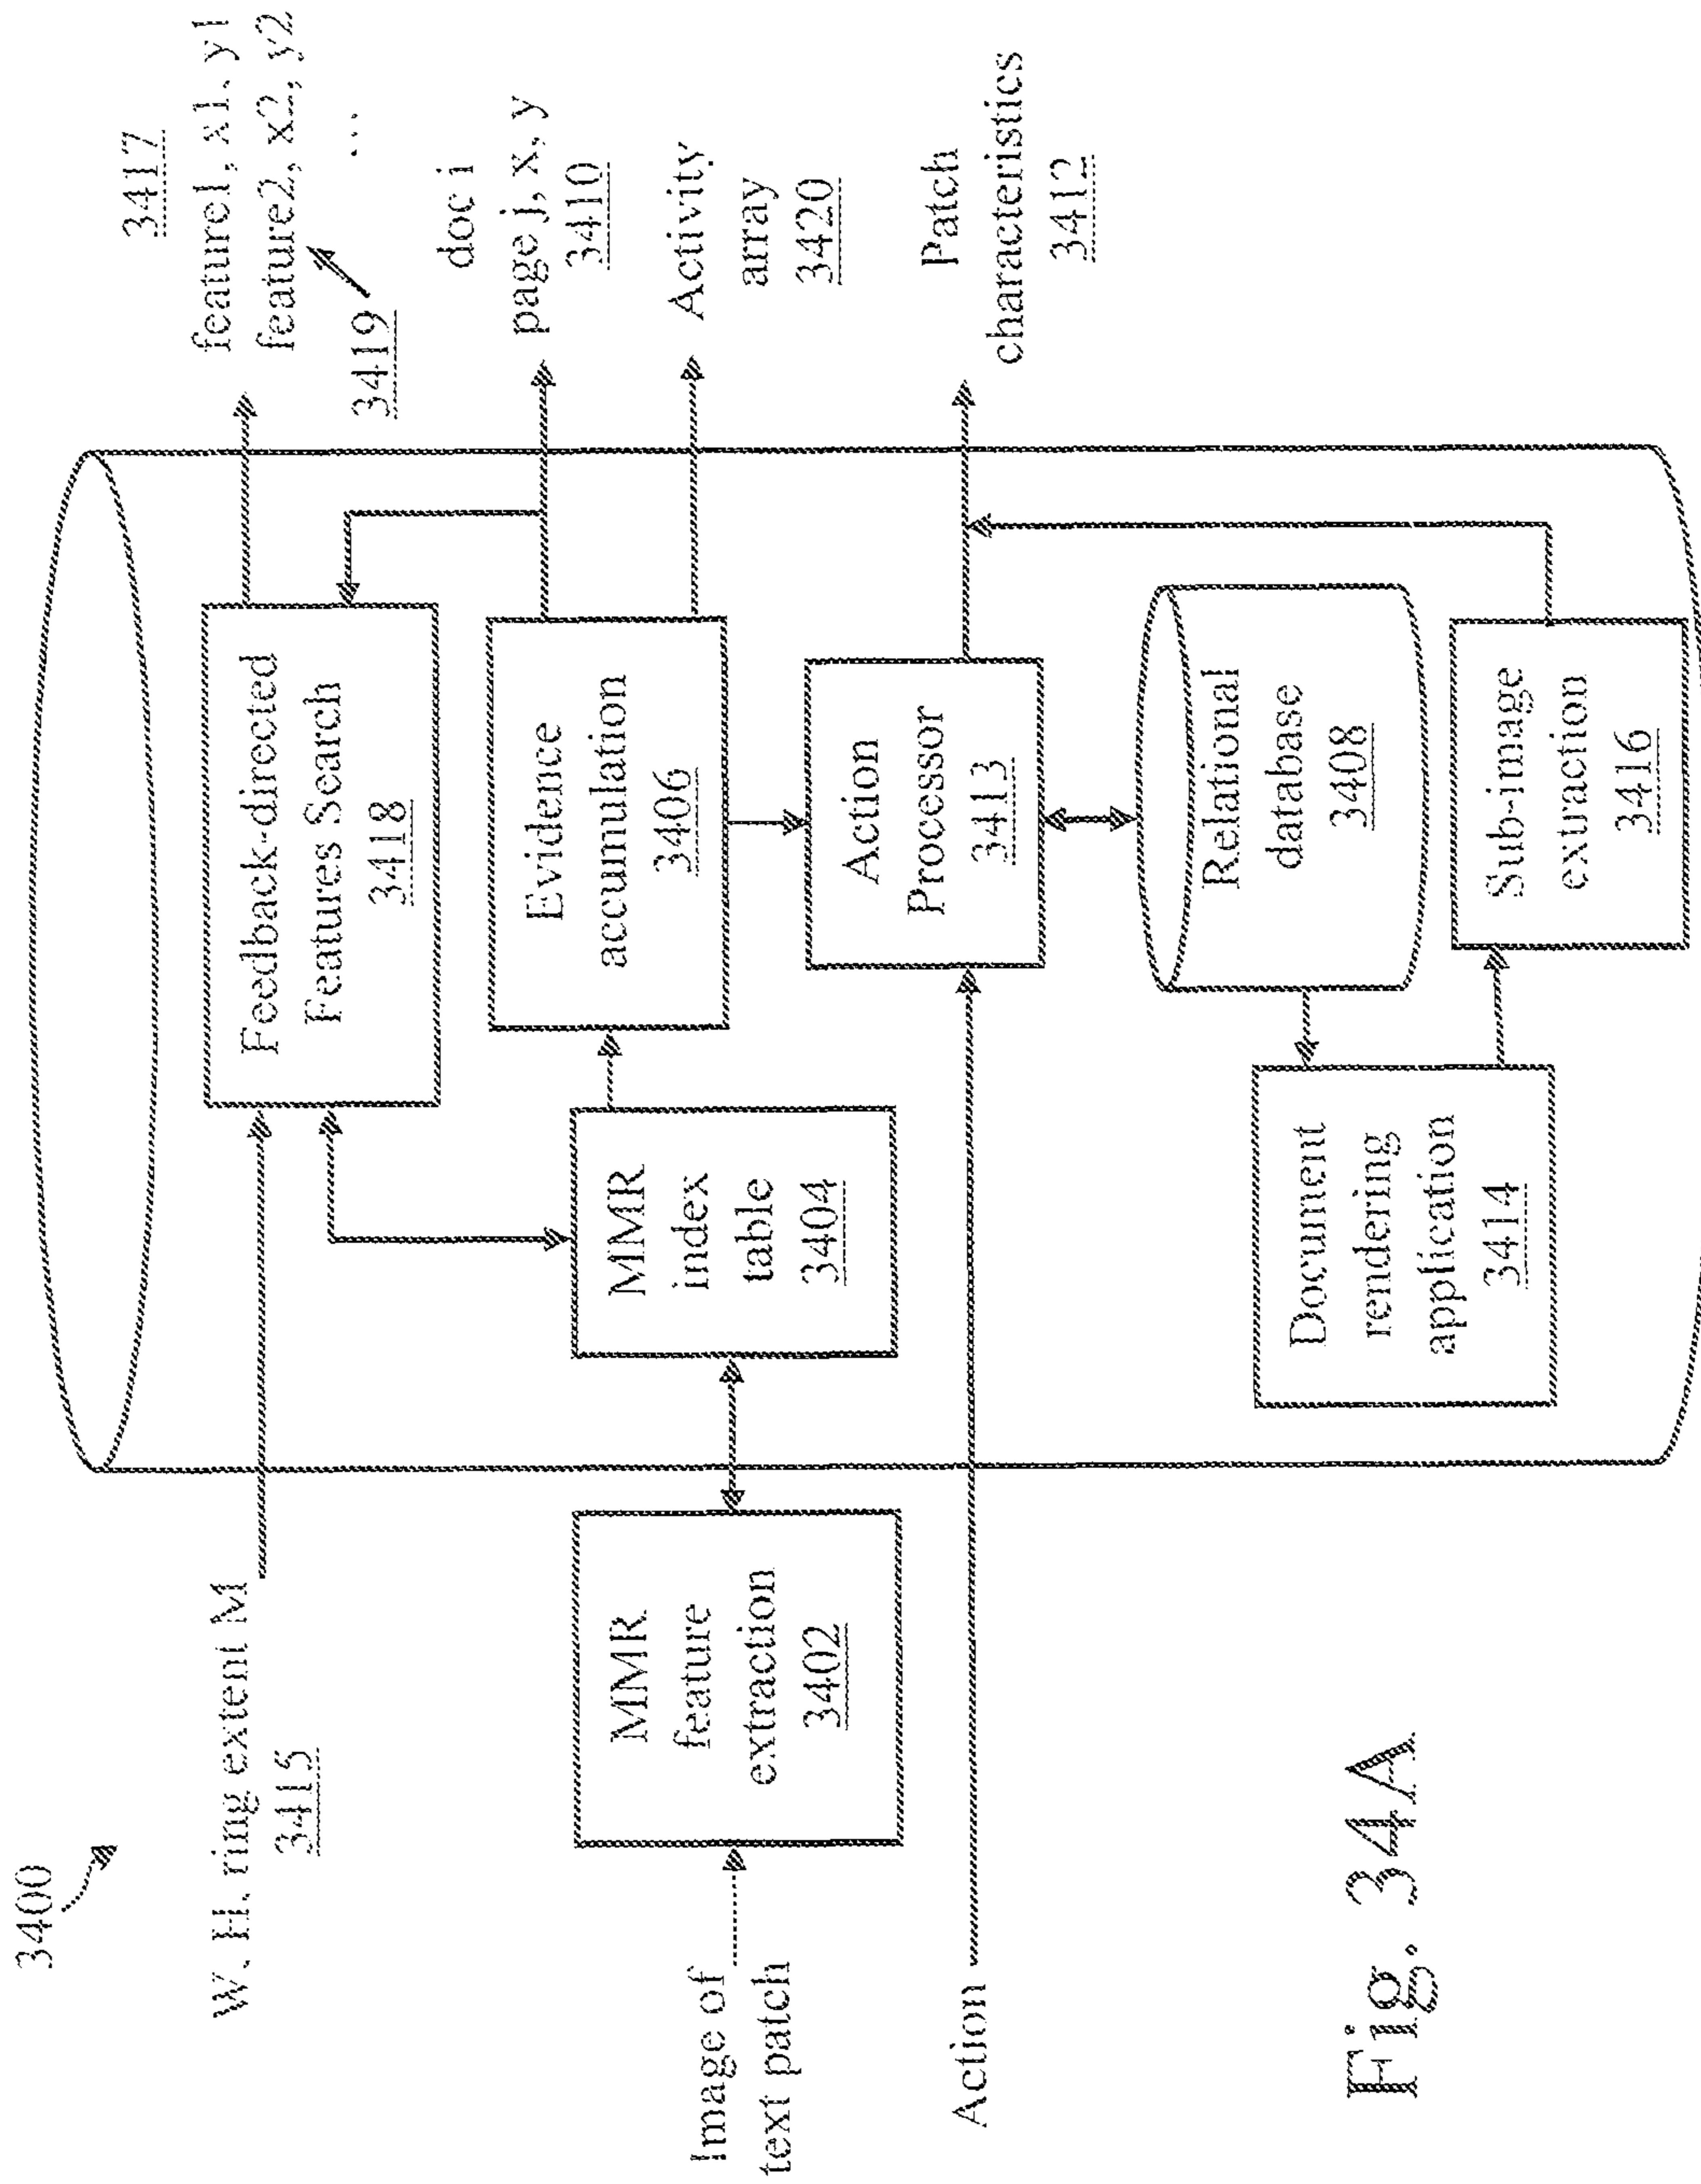 3400
W. H. ring extent M
3415
Image of
text patch
Action
MMR
feature
extraction
3402
MMR
index
table
3404
Feedback-directed
Features Search
3418
Evidence
accumulation
3406
Action
Processor
3413
Relational
database
3408
Document
rendering
application
3414
Sub-image
extraction
3416
3417
feature1, x1, y1
feature2, x2, y2
...
3419
doc i
page j, x, y
3410
Activity
array
3420
Patch
characteristics
3412
Fig. 34A